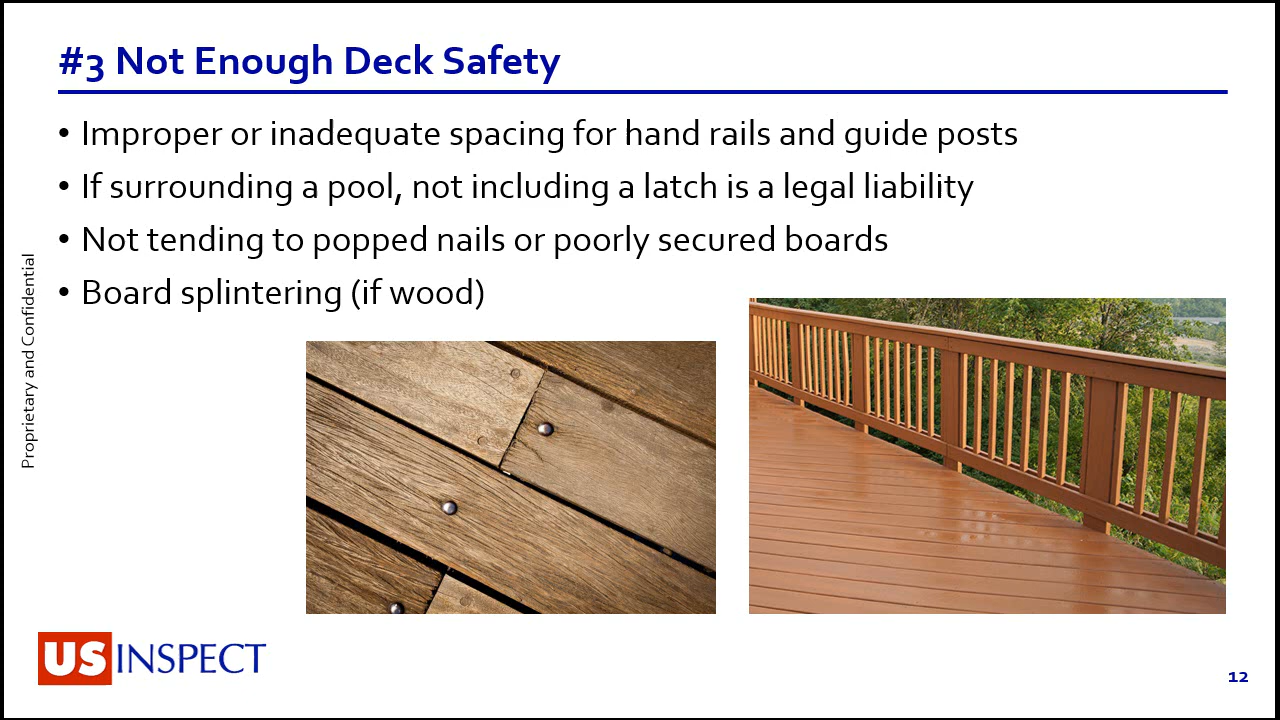 #3 Not Enough Deck Safety
• Improper or inadequate spacing for hand rails and guide posts
• If surrounding a pool, not including a latch is a legal liability
• Not tending to popped nails or poorly secured boards
• Board splintering (if wood)
Proprietary and Confidential
US INSPECT
12